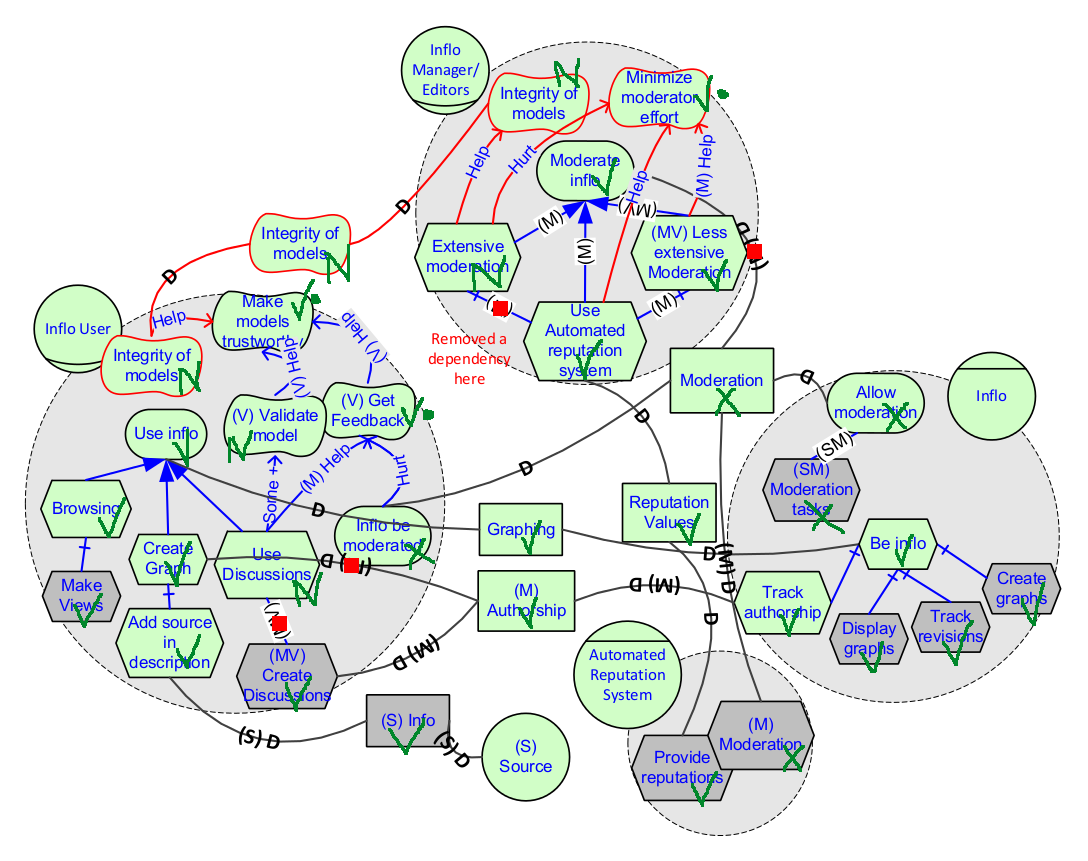 Inflo
Manager/
Editors
Integrity of
models
N
Minimize
moderator
effort
Help
Hurt
Moderate
inflo
Help
(M) Help
(M)
(MV)
(M)
D
D
Integrity of
models
N
D
Extensive
moderation
N
(MV) Less
extensive
Moderation
(M)
Use
Automated
reputation
system
Removed a
dependency
here
Inflo User
Help
Make
models
trustworthy
(V) Help
(V) Help
Integrity of
models
N
Moderation
X
D
Allow
moderation
X
Inflo
(SM)
(SM)
Moderation
tasks
X
Use inflo
(V) Validate
model
N
(V) Get
Feedback
D
D
Some +
(M) Help
Hurt
Browsing
D
Inflo be
moderated
X
Graphing
Reputation
Values
D
Be inflo
Create
Graph
Use
Discussions
N
D
(M) D
Make
Views
(M)
Authorship
(M) D
Track
authorship
Create
graphs
Add source
in
description
Display
graphs
Track
revisions
D
(MV)
Create
Discussions
(M) D
Automated
Reputation
System
(S) D
(S) Info
(S) D
(S)
Source
(M)
Moderation
X
Provide
reputations